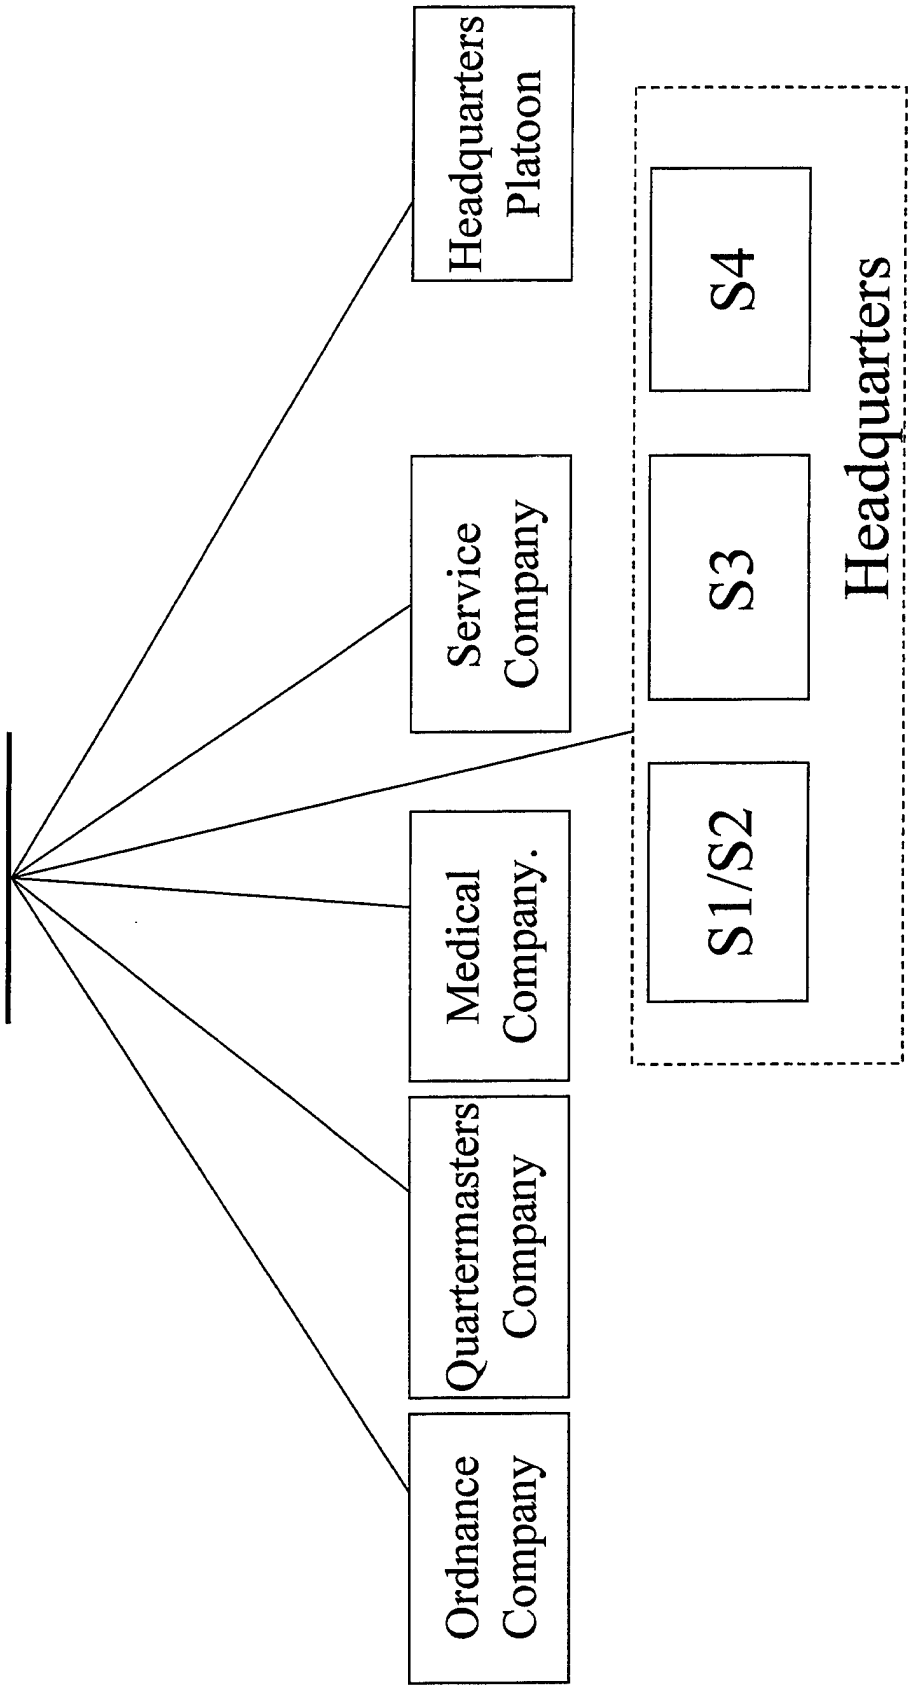 Ordnance
Company
Quartermasters
Company
Medical
Company.
Service
Company
Headquarters
Platoon
S1/S2
S3
S4
Headquarters